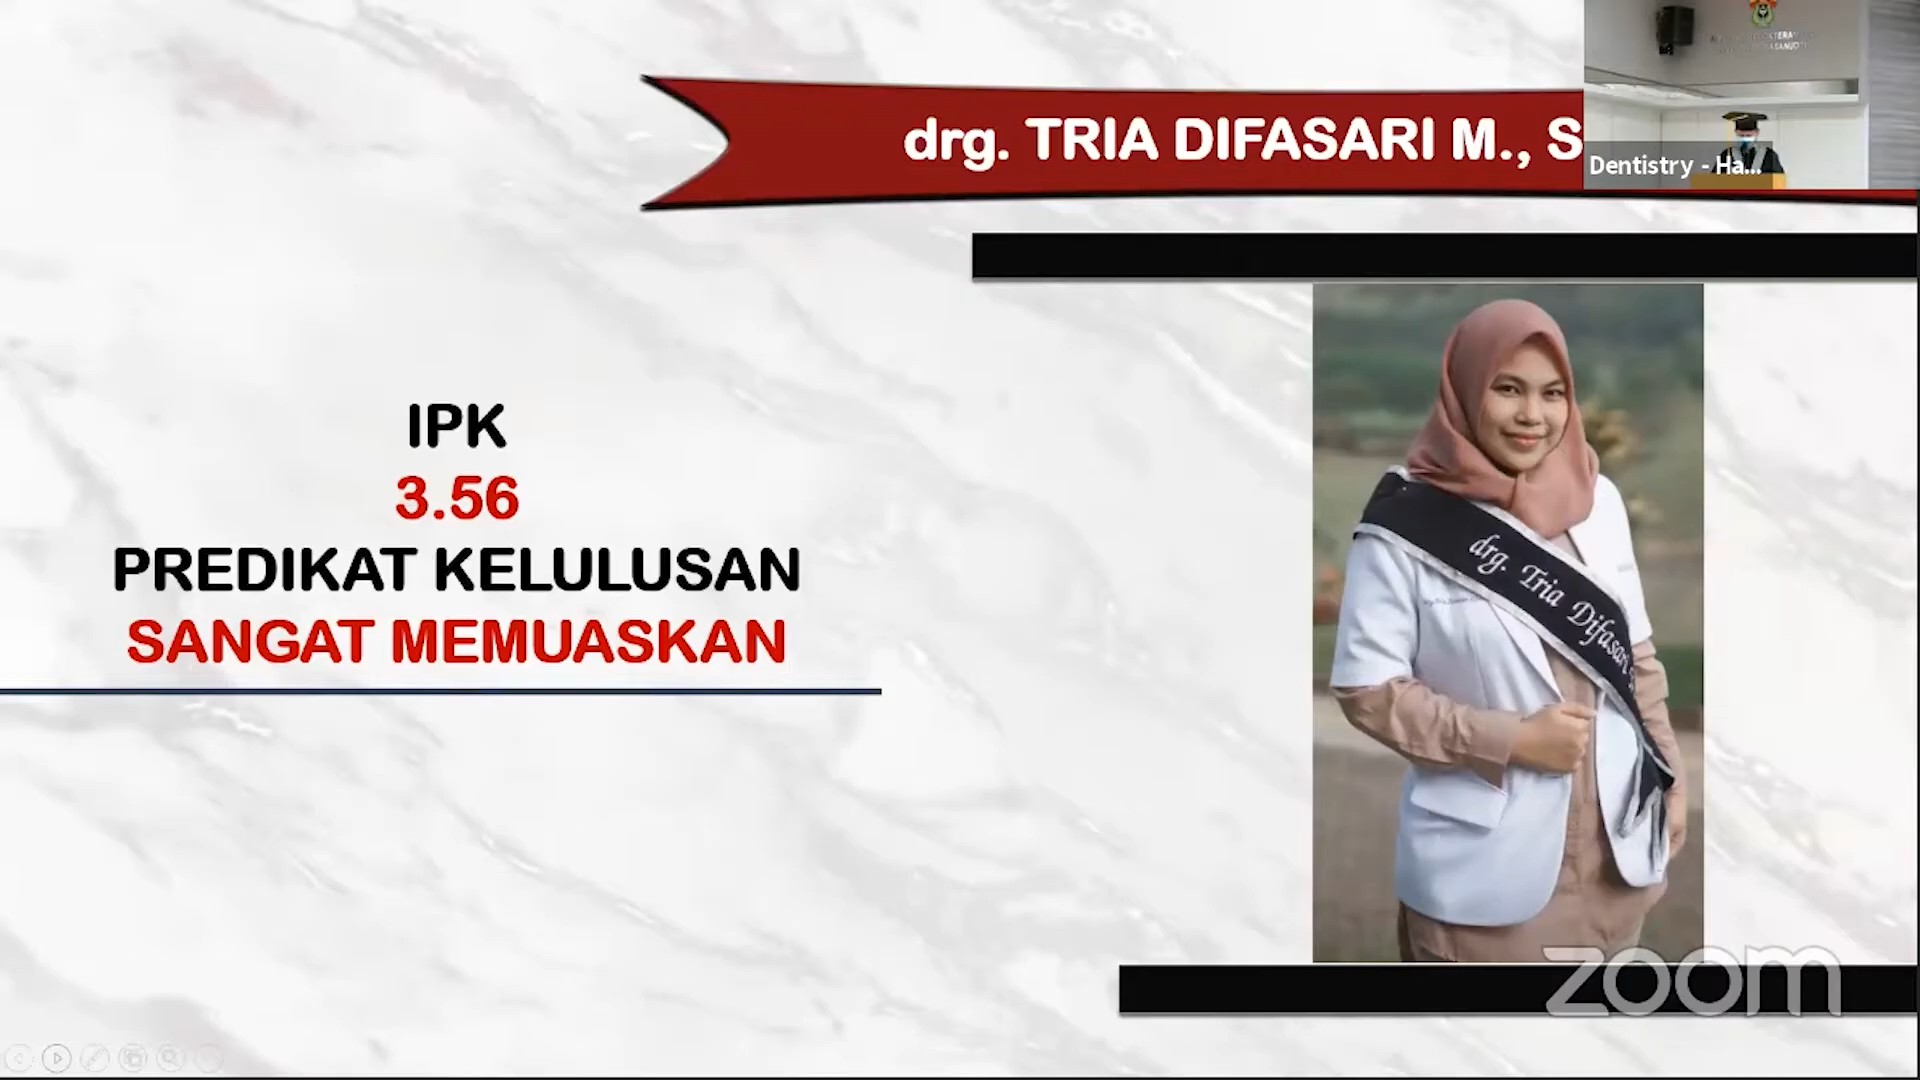 drg. TRIA DIFASARI M., S
Dentistry - Ha...
IPK
3.56
PREDIKAT KELULUSAN
SANGAT MEMUASKAN
drg. Tria Difasari
zoom